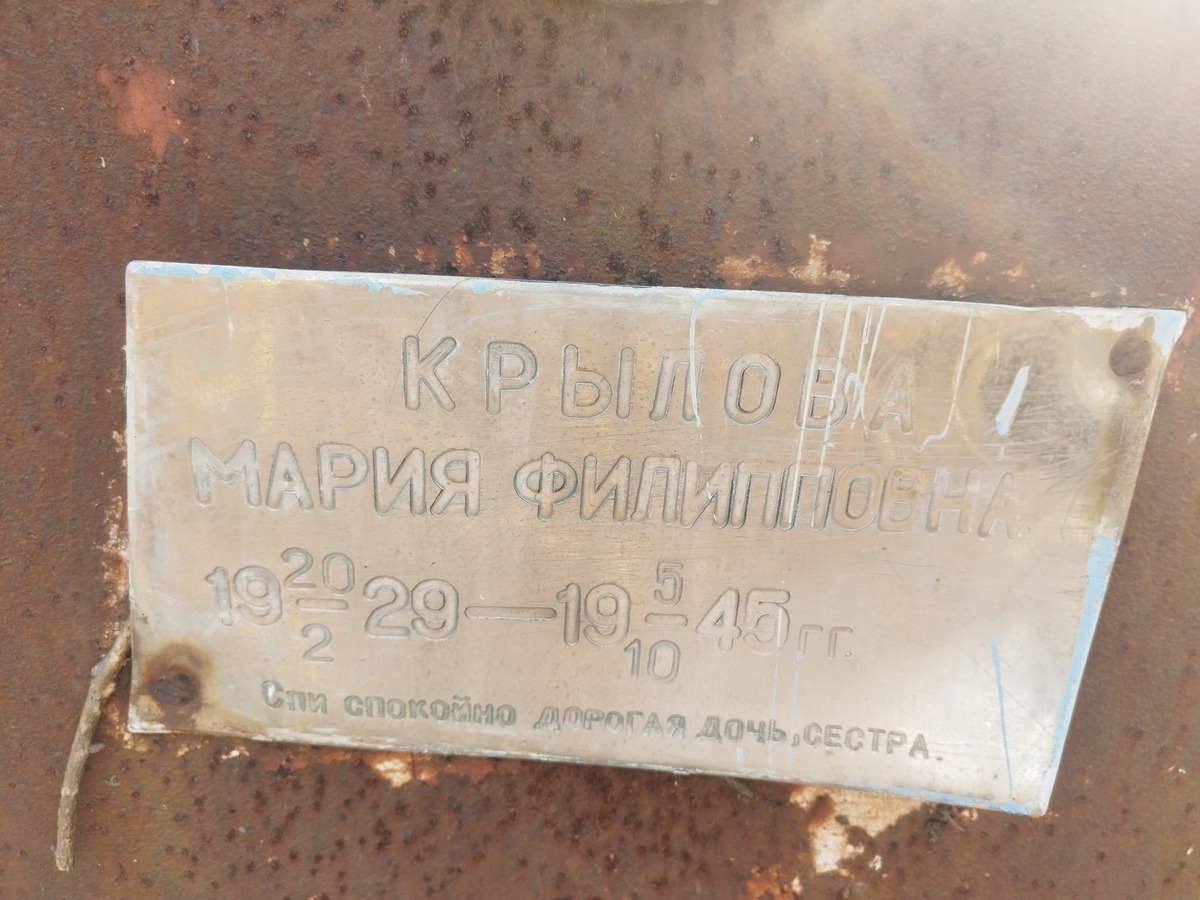 КРЫЛОВА
МАРИЯ ФИЛИППОВНА
19 20/2 29 — 19 5/10 45 гг.
Спи спокойно дорогая дочь, сестра.